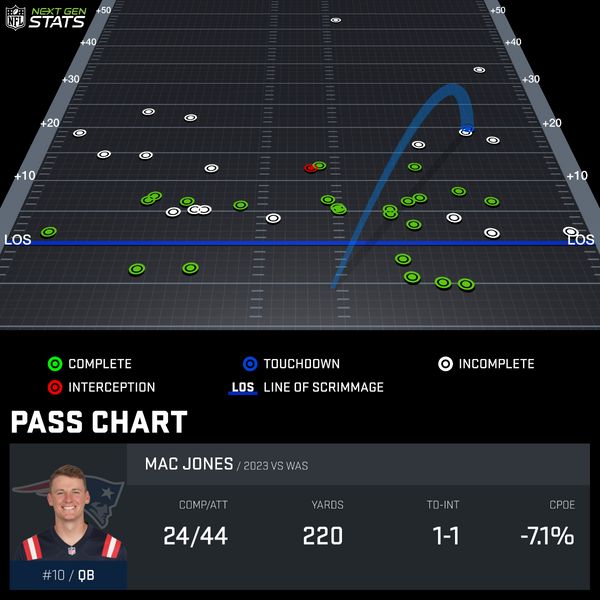 NFL NEXT GEN STATS
+50 +50
+40 +40
+30 +30
+20 +20
+10 +10
LOS LOS
COMPLETE TOUCHDOWN INCOMPLETE
INTERCEPTION LOS LINE OF SCRIMMAGE
PASS CHART
MAC JONES / 2023 VS WAS
COMP/ATT YARDS TD-INT CPOE
24/44 220 1-1 -7.1%
#10 / QB